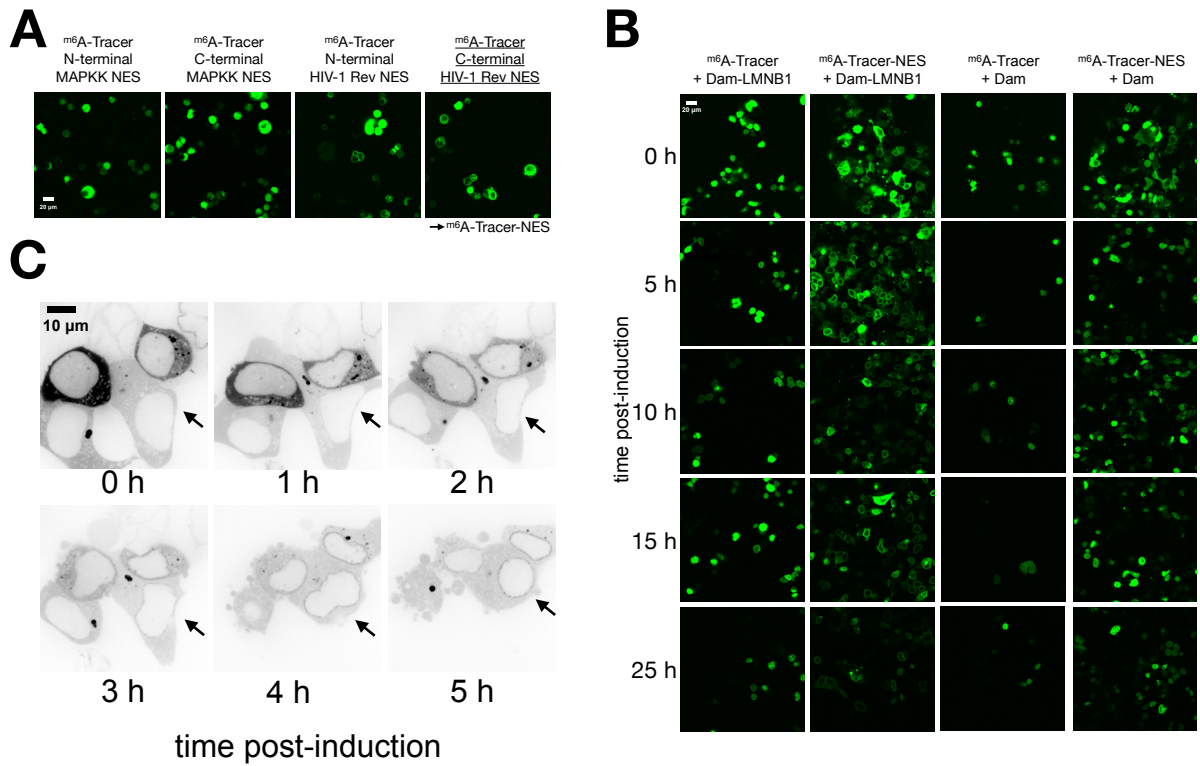 A
ᵐ⁶A-Tracer
N-terminal
MAPKK NES
ᵐ⁶A-Tracer
C-terminal
MAPKK NES
ᵐ⁶A-Tracer
N-terminal
HIV-1 Rev NES
ᵐ⁶A-Tracer
C-terminal
HIV-1 Rev NES
20 µm
→ ᵐ⁶A-Tracer-NES
B
ᵐ⁶A-Tracer
+ Dam-LMNB1
ᵐ⁶A-Tracer-NES
+ Dam-LMNB1
ᵐ⁶A-Tracer
+ Dam
ᵐ⁶A-Tracer-NES
+ Dam
20 µm
0 h
5 h
10 h
15 h
25 h
time post-induction
C
10 µm
0 h
1 h
2 h
3 h
4 h
5 h
time post-induction